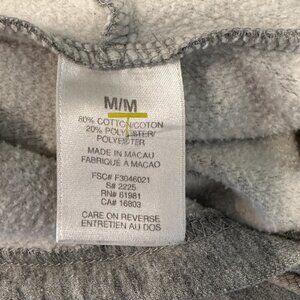 M/M
80% COTTON/COTON
20% POLYESTER/
POLYESTER
MADE IN MACAU
FABRIQUÉ A MACAO
FSC# F3046021
S# 2225
RN# 61981
CA# 16803
CARE ON REVERSE
ENTRETIEN AU DOS